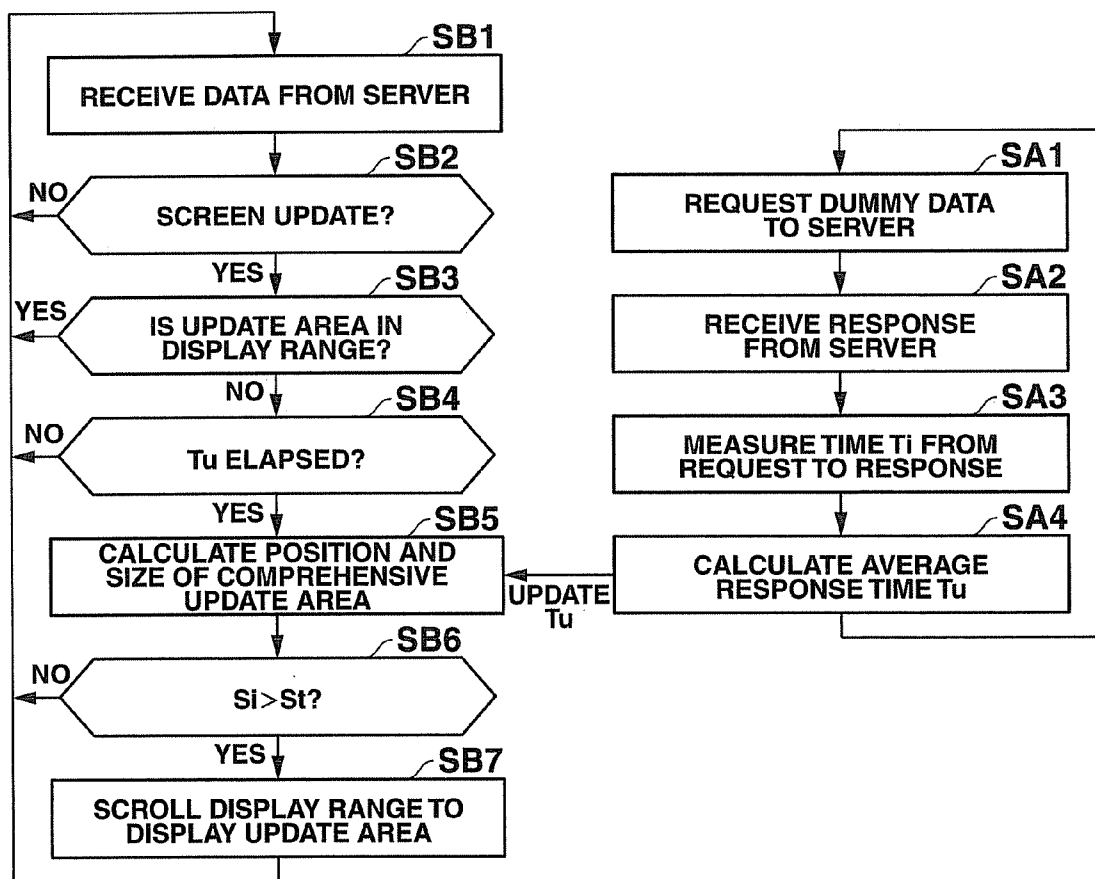 SB1
RECEIVE DATA FROM SERVER
SB2
NO
SCREEN UPDATE?
YES
SB3
YES
IS UPDATE AREA IN
DISPLAY RANGE?
NO
SB4
NO
Tu ELAPSED?
YES
SB5
CALCULATE POSITION AND
SIZE OF COMPREHENSIVE
UPDATE AREA
UPDATE
Tu
SB6
NO
Si>St?
YES
SB7
SCROLL DISPLAY RANGE TO
DISPLAY UPDATE AREA
SA1
REQUEST DUMMY DATA
TO SERVER
SA2
RECEIVE RESPONSE
FROM SERVER
SA3
MEASURE TIME Ti FROM
REQUEST TO RESPONSE
SA4
CALCULATE AVERAGE
RESPONSE TIME Tu